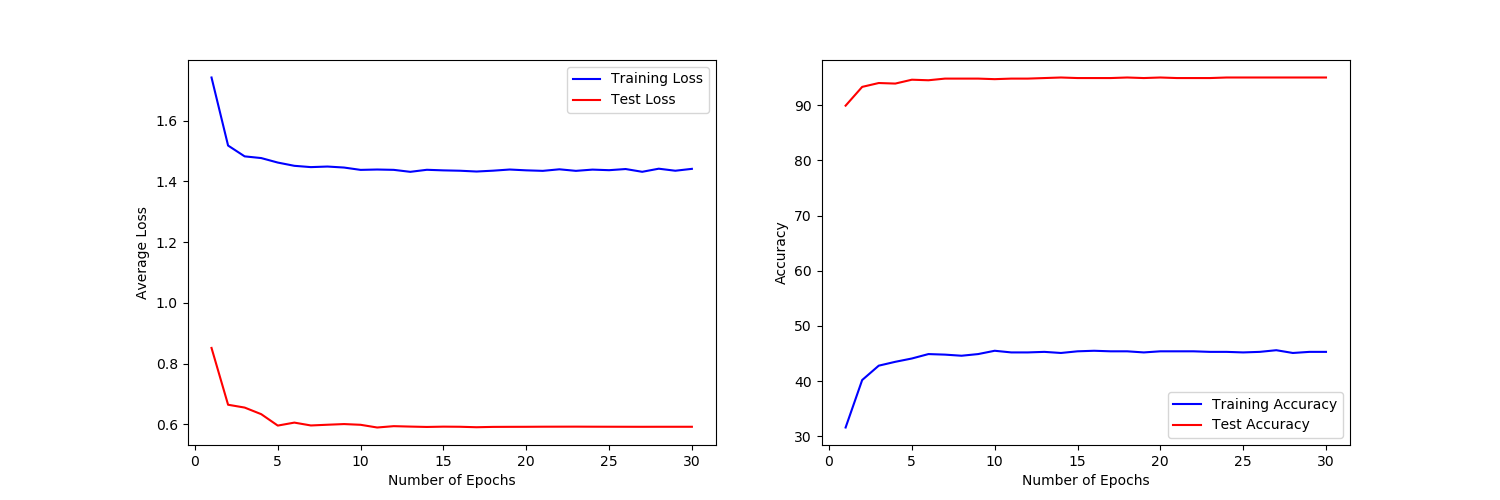 Training Loss
Test Loss
1.6
1.4
1.2
1.0
0.8
0.6
Average Loss
0 5 10 15 20 25 30
Number of Epochs
90
80
70
60
50
40
30
Accuracy
Training Accuracy
Test Accuracy
0 5 10 15 20 25 30
Number of Epochs